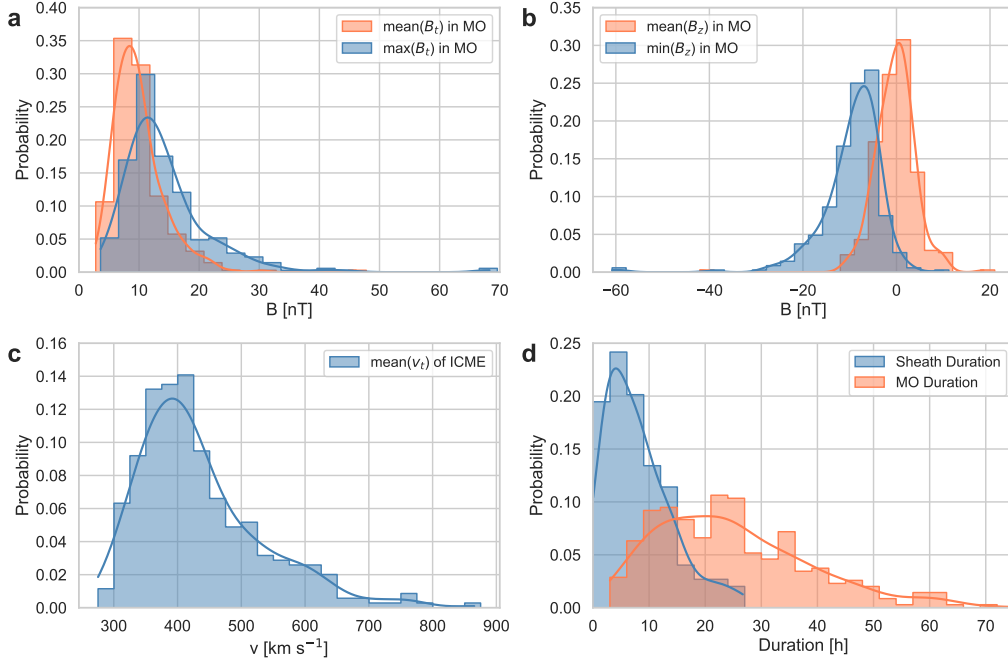 a
mean(B_t) in MO
max(B_t) in MO
0.40
0.35
0.30
0.25
0.20
0.15
0.10
0.05
0.00
Probability
0 10 20 30 40 50 60 70
B [nT]
b
mean(B_z) in MO
min(B_z) in MO
0.35
0.30
0.25
0.20
0.15
0.10
0.05
0.00
Probability
−60 −40 −20 0 20
B [nT]
c
mean(v_t) of ICME
0.16
0.14
0.12
0.10
0.08
0.06
0.04
0.02
0.00
Probability
300 400 500 600 700 800 900
v [km s⁻¹]
d
Sheath Duration
MO Duration
0.25
0.20
0.15
0.10
0.05
0.00
Probability
0 10 20 30 40 50 60 70
Duration [h]